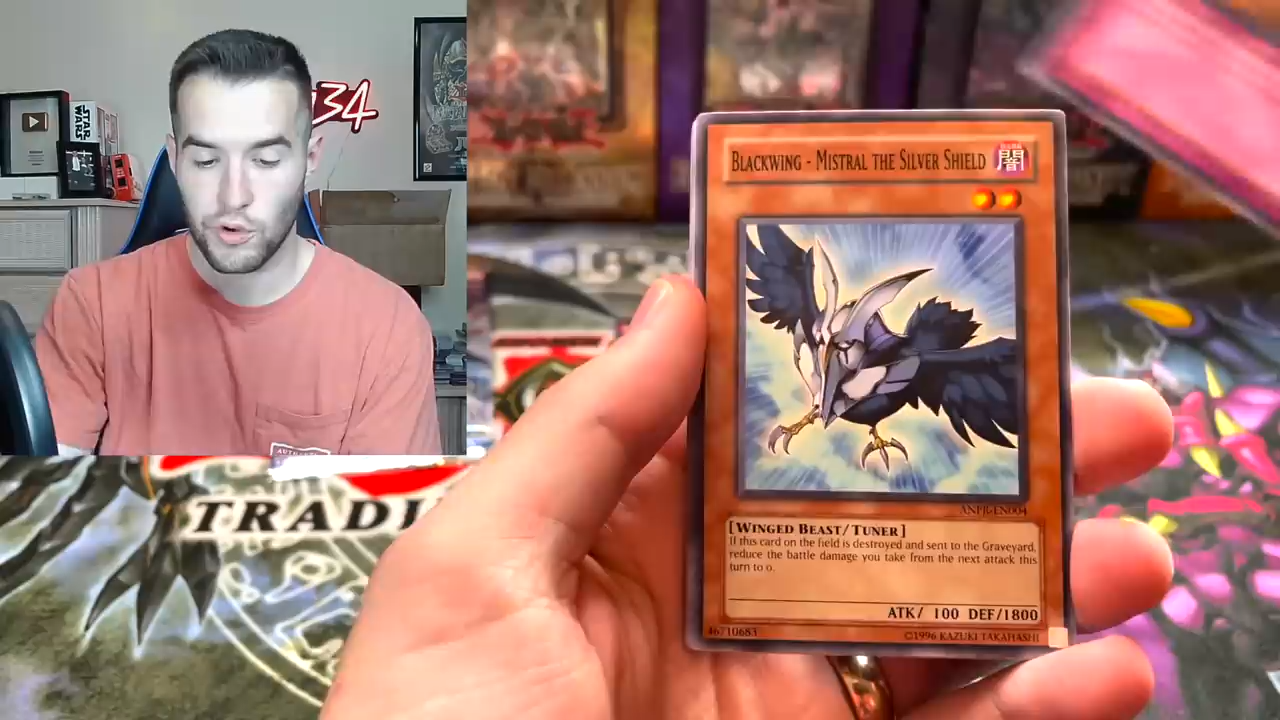 STAR WARS
34
BLACKWING - MISTRAL THE SILVER SHIELD
闇
ANPR-EN004
[WINGED BEAST/TUNER]
If this card on the field is destroyed and sent to the Graveyard,
reduce the battle damage you take from the next attack this
turn to 0.
ATK/ 100 DEF/1800
46710683
©1996 KAZUKI TAKAHASHI
TRADI